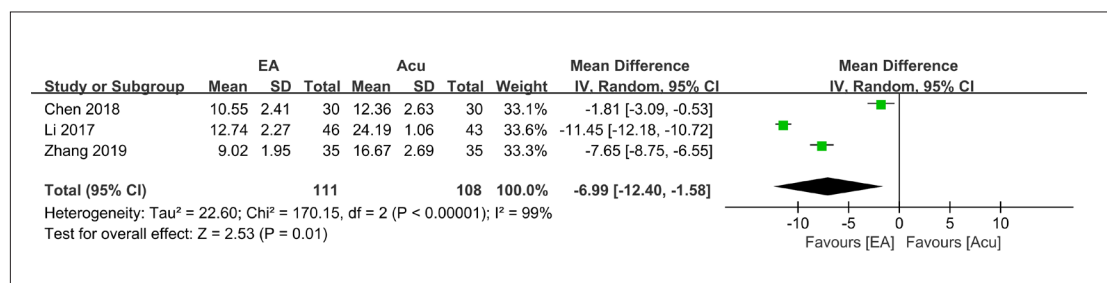 EA Acu Mean Difference Mean Difference
Study or Subgroup Mean SD Total Mean SD Total Weight IV, Random, 95% CI IV, Random, 95% CI
Chen 2018 10.55 2.41 30 12.36 2.63 30 33.1% -1.81 [-3.09, -0.53]
Li 2017 12.74 2.27 46 24.19 1.06 43 33.6% -11.45 [-12.18, -10.72]
Zhang 2019 9.02 1.95 35 16.67 2.69 35 33.3% -7.65 [-8.75, -6.55]
Total (95% CI) 111 108 100.0% -6.99 [-12.40, -1.58]
Heterogeneity: Tau² = 22.60; Chi² = 170.15, df = 2 (P < 0.00001); I² = 99%
Test for overall effect: Z = 2.53 (P = 0.01)
-10 -5 0 5 10
Favours [EA] Favours [Acu]